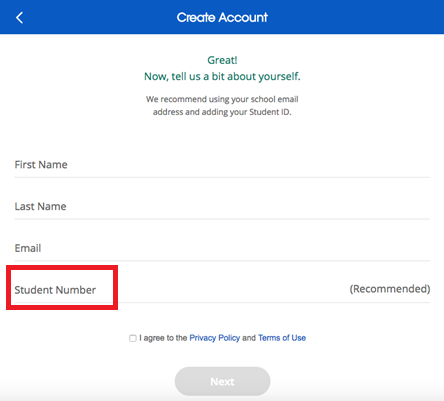 Create Account
Great!
Now, tell us a bit about yourself.
We recommend using your school email
address and adding your Student ID.
First Name
Last Name
Email
Student Number (Recommended)
I agree to the Privacy Policy and Terms of Use
Next